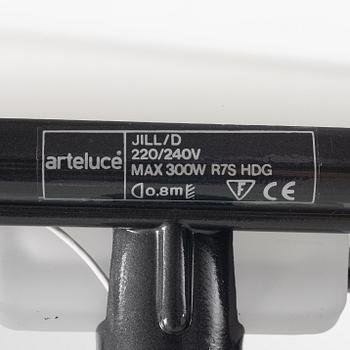 arteluce
JILL/D
220/240V
MAX 300W R7S HDG
0.8m F CE